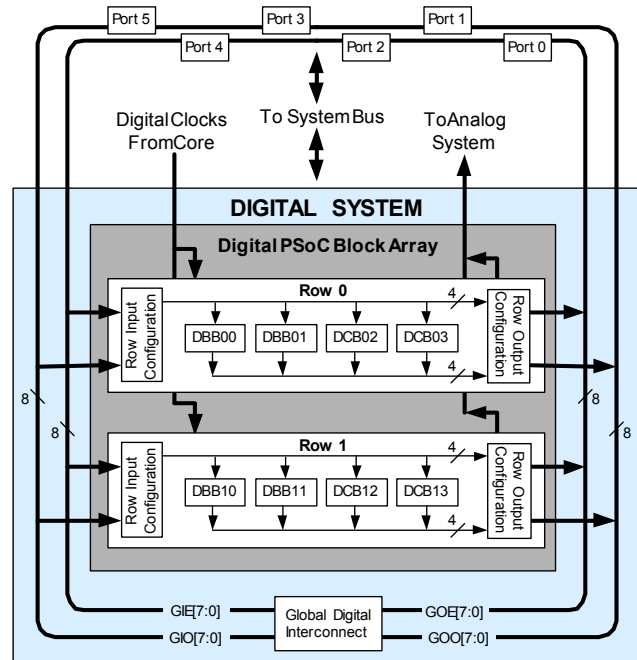 Port 5
Port 3
Port 1
Port 4
Port 2
Port 0
Digital Clocks
From Core
To System Bus
To Analog
System
DIGITAL SYSTEM
Digital PSoC Block Array
Row Input
Configuration
Row 0
4
DBB00
DBB01
DCB02
DCB03
4
Row Output
Configuration
8
8
8
8
Row Input
Configuration
Row 1
4
DBB10
DBB11
DCB12
DCB13
4
Row Output
Configuration
GIE[7:0]
GIO[7:0]
Global Digital
Interconnect
GOE[7:0]
GOO[7:0]